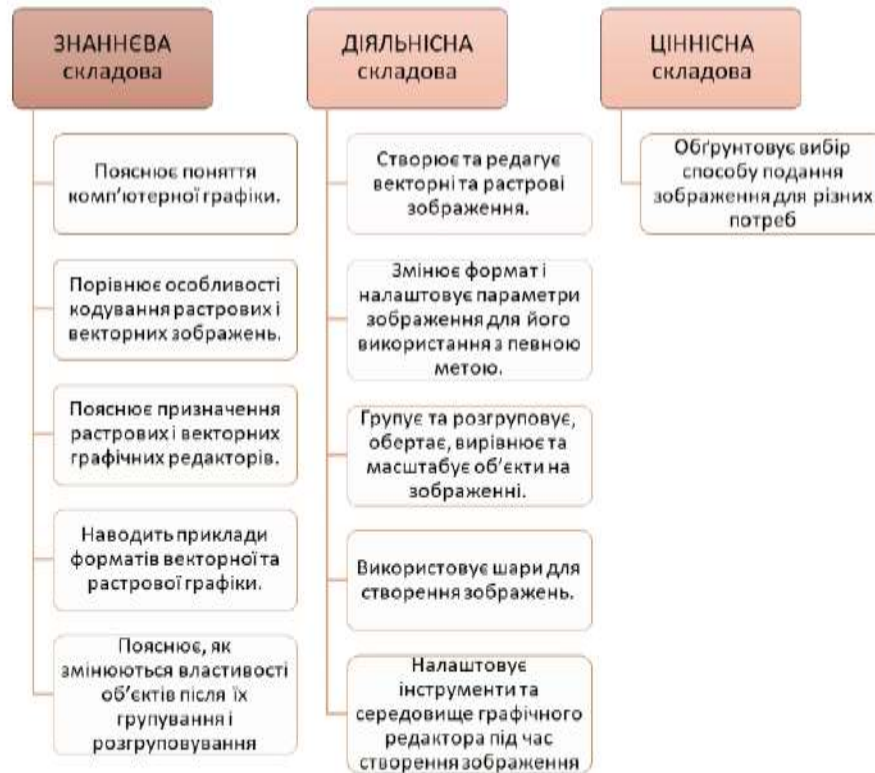 ЗНАННЄВА
складова
Пояснює поняття
комп’ютерної графіки.
Порівнює особливості
кодування растрових і
векторних зображень.
Пояснює призначення
растрових і векторних
графічних редакторів.
Наводить приклади
форматів векторної та
растрової графіки.
Пояснює, як
змінюються властивості
об’єктів після їх
групування і
розгруповування
ДІЯЛЬНІСНА
складова
Створює та редагує
векторні та растрові
зображення.
Змінює формат і
налаштовує параметри
зображення для його
використання з певною
метою.
Групує та розгруповує,
обертає, вирівнює та
масштабує об’єкти на
зображенні.
Використовує шари для
створення зображень.
Налаштовує
інструменти та
середовище графічного
редактора під час
створення зображення
ЦІННІСНА
складова
Обґрунтовує вибір
способу подання
зображення для різних
потреб